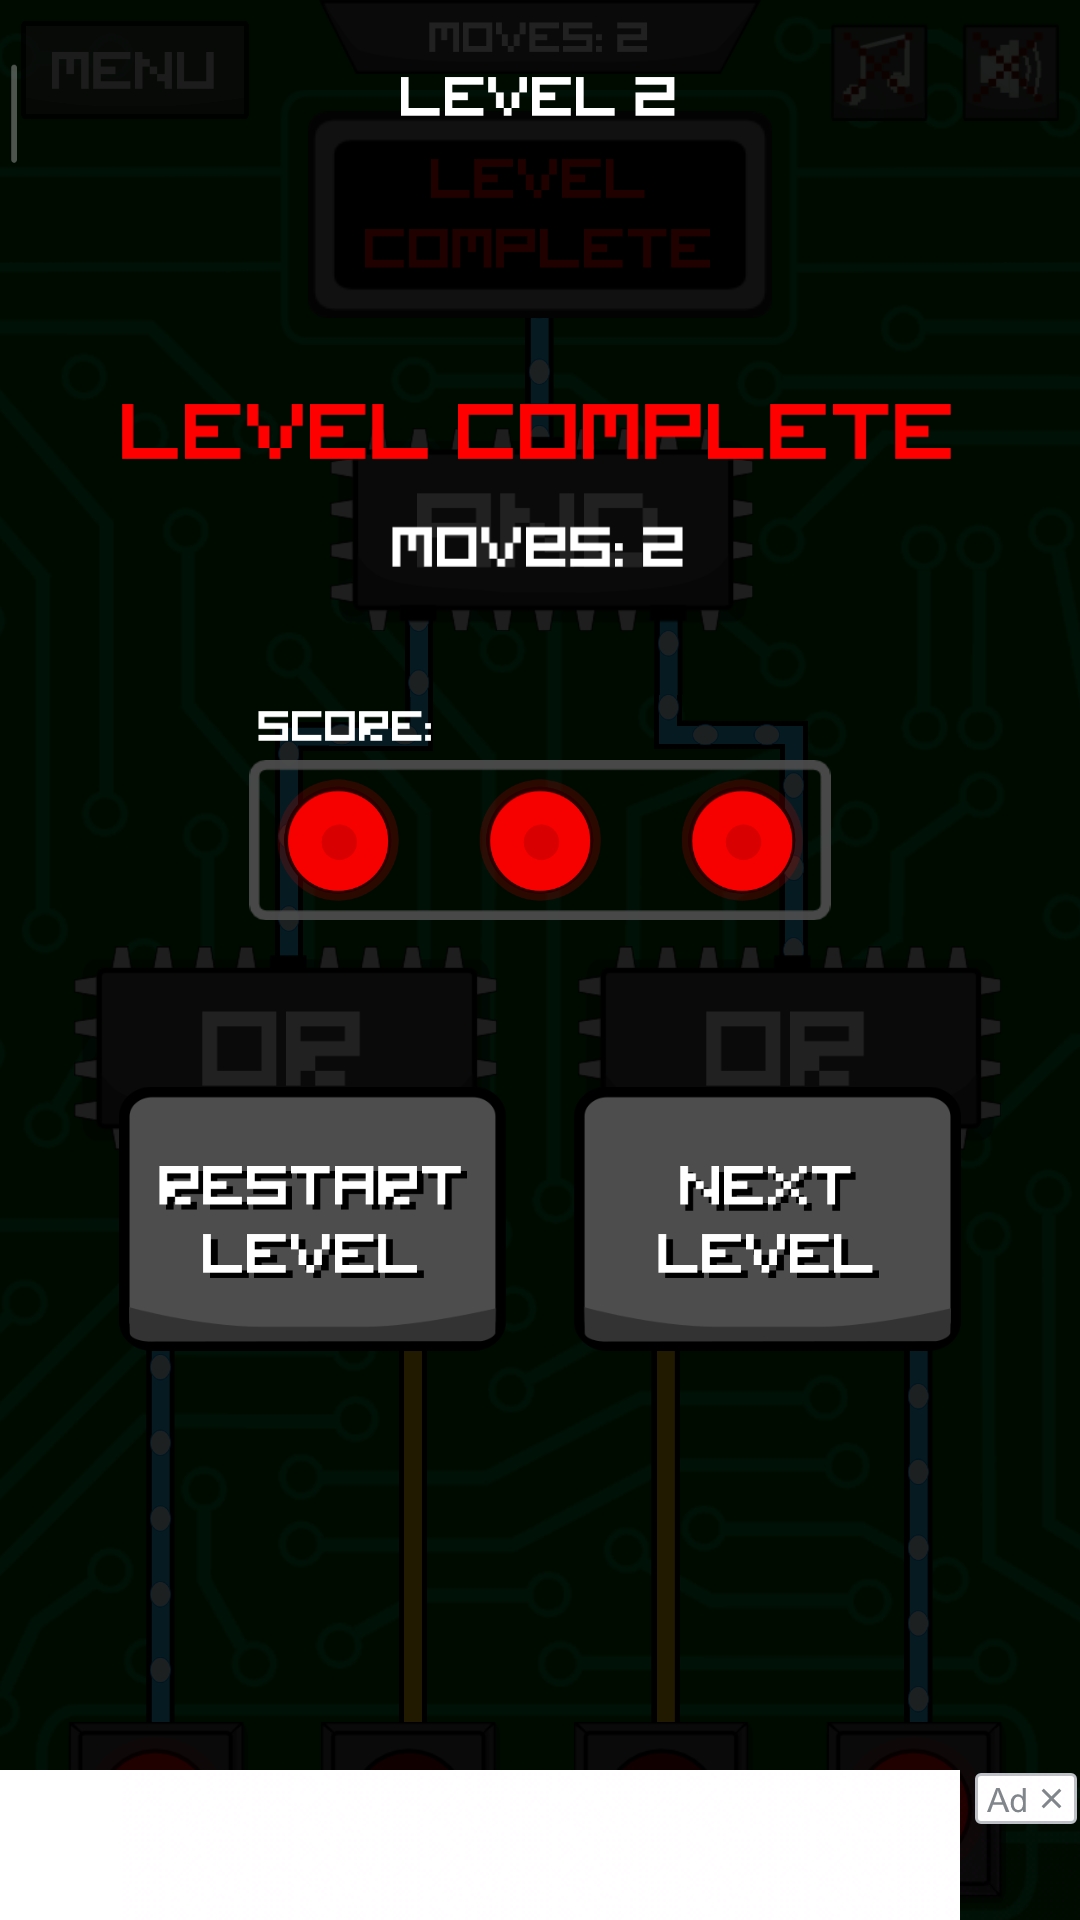 MOVES: 2
MENU
LEVEL 2
LEVEL
COMPLETE
LEVEL COMPLETE
AND
MOVES: 2
SCORE:
OR
OR
RESTART
LEVEL
NEXT
LEVEL
Ad